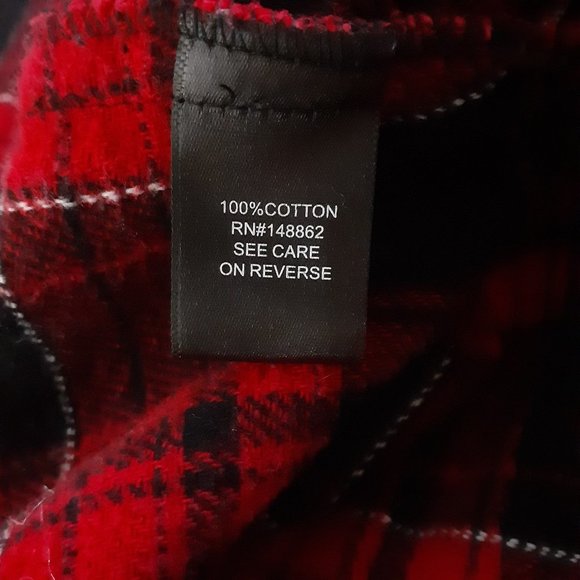 100%COTTON
RN#148862
SEE CARE
ON REVERSE